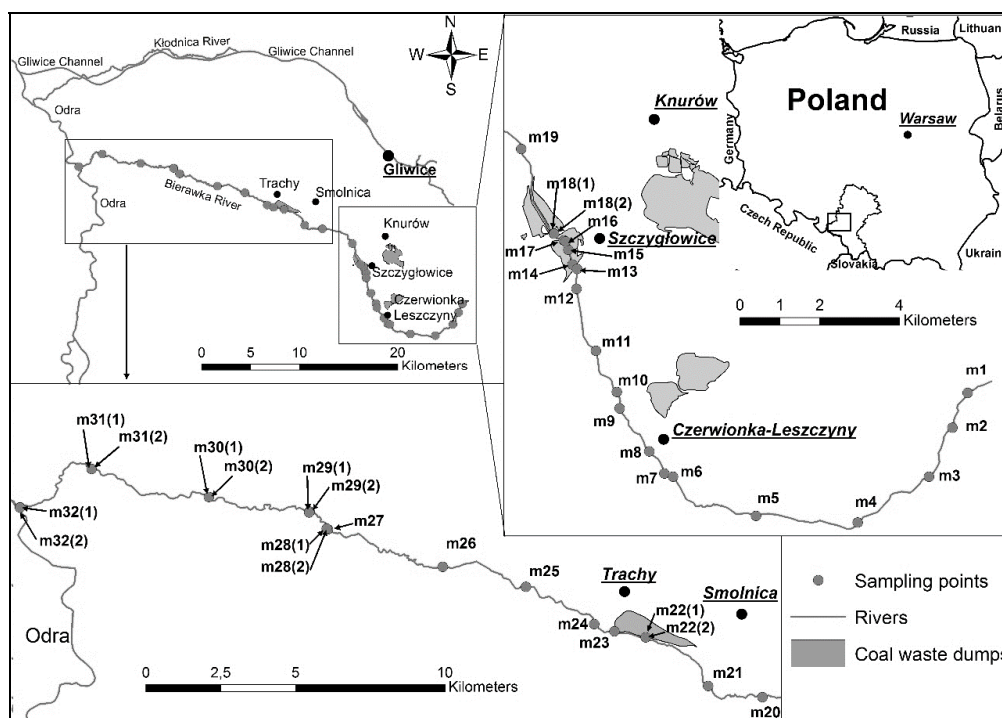 N
W E
S
Kłodnica River
Gliwice Channel
Gliwice Channel
Odra
Gliwice
Trachy
Smolnica
Bierawka River
Odra
Knurów
Szczygłowice
Czerwionka-
Leszczyny
0 10 20
Kilometers
Russia
Lithuan
Belarus
Poland
Warsaw
Germany
Czech Republic
Slovakia
Ukrain
0 1 2 4
Kilometers
Knurów
m19
m18(1)
m18(2)
m16
Szczygłowice
m17
m15
m14
m13
m12
m11
m10
m9
Czerwionka-Leszczyny
m8
m7
m6
m5
m4
m3
m2
m1
m31(1)
m31(2)
m30(1)
m30(2)
m29(1)
m29(2)
m32(1)
m32(2)
m27
m28(1)
m28(2)
m26
m25
Trachy
Smolnica
m22(1)
m22(2)
m24
m23
m21
m20
Odra
0 2,5 5 10
Kilometers
Sampling points
Rivers
Coal waste dumps